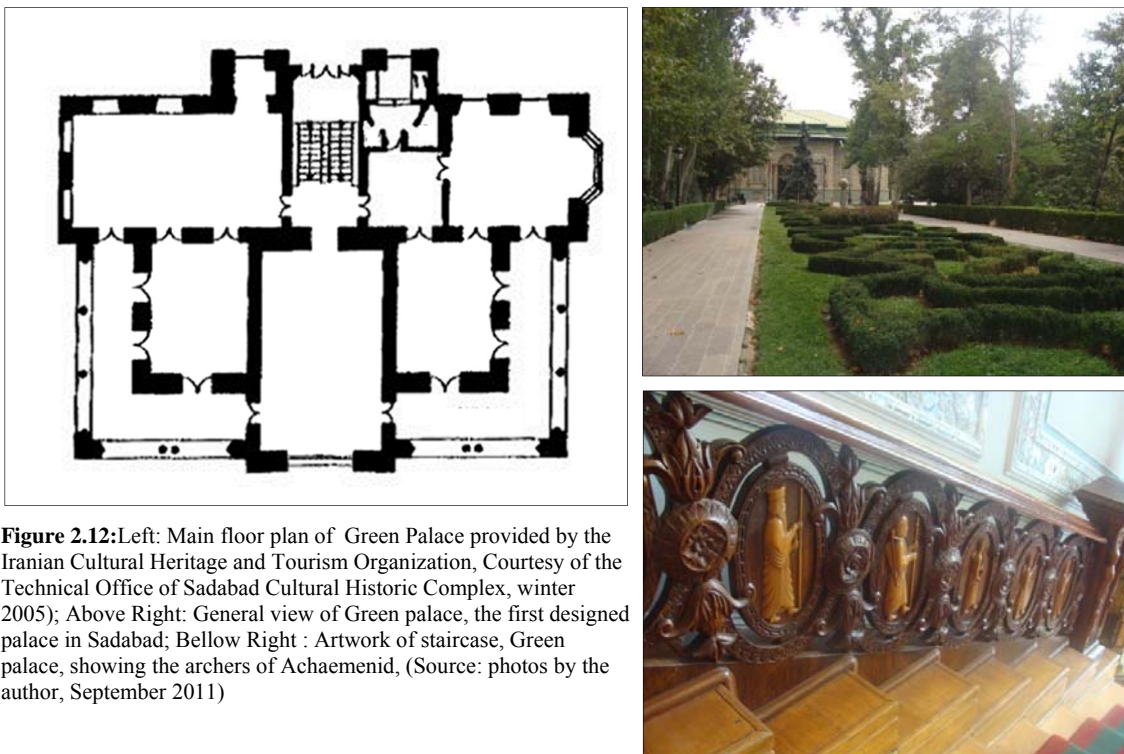 Figure 2.12:Left: Main floor plan of Green Palace provided by the
Iranian Cultural Heritage and Tourism Organization, Courtesy of the
Technical Office of Sadabad Cultural Historic Complex, winter
2005); Above Right: General view of Green palace, the first designed
palace in Sadabad; Bellow Right : Artwork of staircase, Green
palace, showing the archers of Achaemenid, (Source: photos by the
author, September 2011)